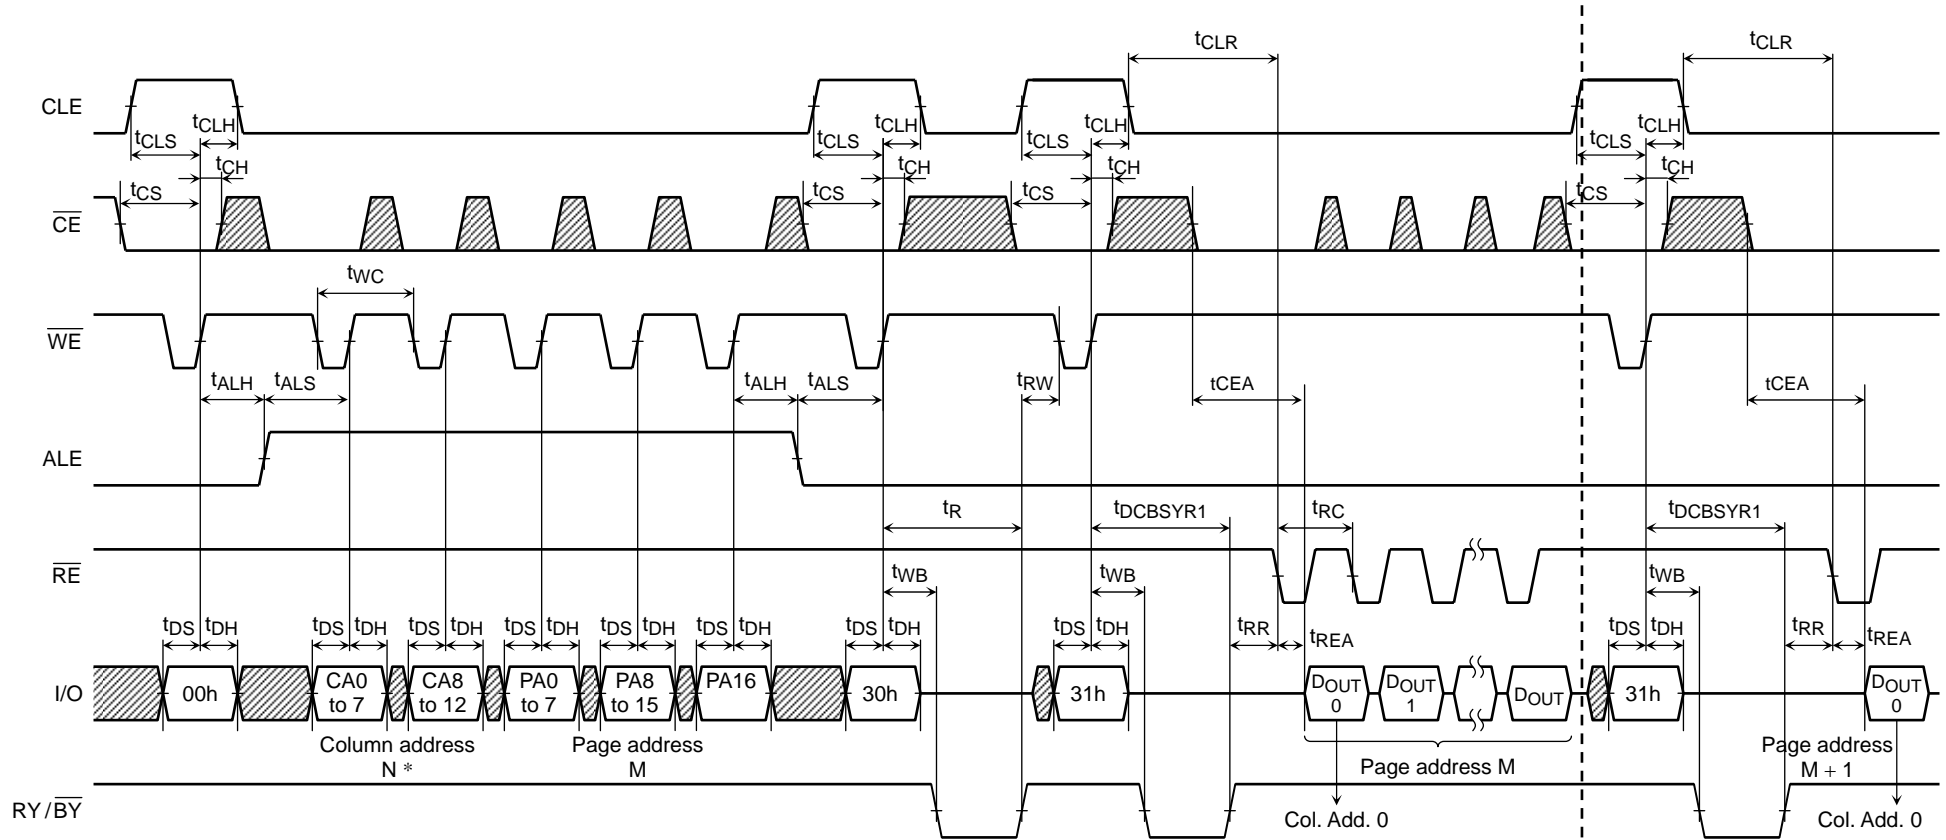 tCLR tCLR
CLE
tCLS tCLH tCLS tCLH tCLS tCLH tCLS tCLH
tCH tCH tCH tCH
tCS tCS tCS tCS
CE
tWC
WE
tALH tALS tALH tALS tRW tCEA tCEA
ALE
tR tDCBSYR1 tRC tDCBSYR1
RE
tWB tWB tWB
tDS tDH tDS tDH tDS tDH tDS tDH tDS tDH tDS tDH tDS tDH tDS tDH tRR tREA tDS tDH tRR tREA
I/O
00h
CA0
to 7
CA8
to 12
PA0
to 7
PA8
to 15
PA16
30h
31h
DOUT
0
DOUT
1
DOUT
31h
DOUT
0
Column address
N *
Page address
M
Page address M
Page address
M + 1
RY/BY
Col. Add. 0
Col. Add. 0